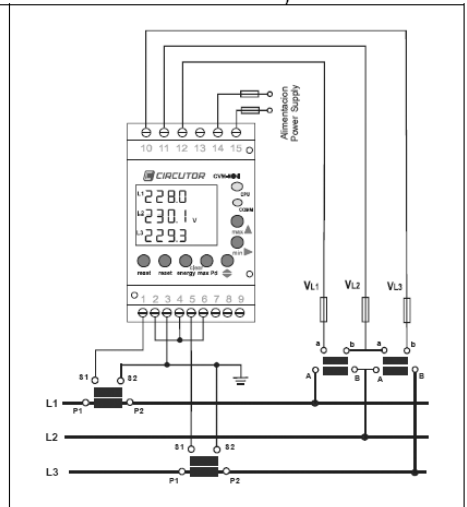 10 11 12 13 14 15
Alimentacion
Power Supply
CIRCUTOR CVM-MINI
L1 228.0
L2 230.1 v
L3 229.3
CPU
COMM
max
min
reset reset energy max Pd
1 2 3 4 5 6 7 8 9
VL1 VL2 VL3
a b a b
A B A B
S1 S2
L1 P1 P2
L2
S1 S2
L3 P1 P2